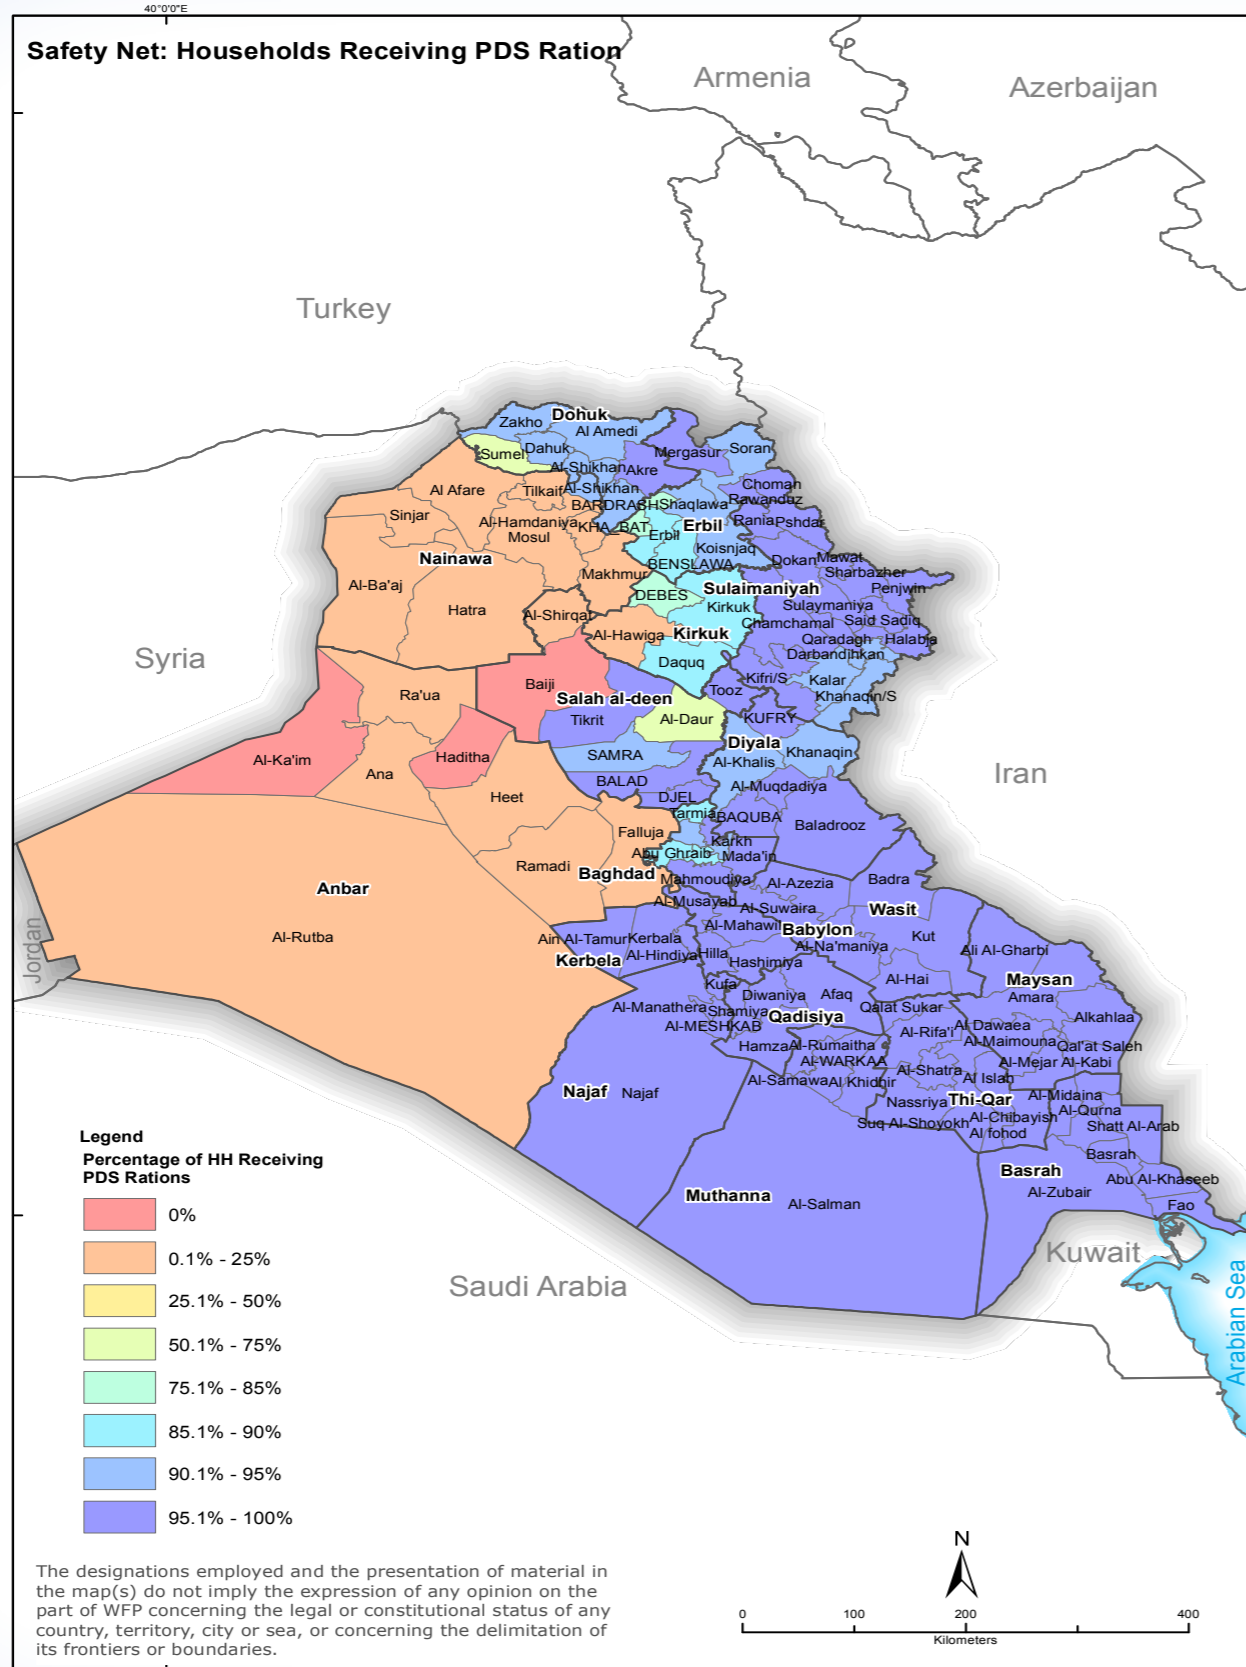 40°0'0"E
Safety Net: Households Receiving PDS Ration
Armenia
Azerbaijan
Turkey
Dohuk
Zakho
Al Amedi
Sumel
Dahuk
Mergasur
Soran
Al-Shikhan
Akre
Al Afare
Tilkaif
Al-Shikhan
Choman
BARDRASH
Shaqlawa
Rawanduz
Sinjar
Al-Hamdaniya
KHA_BAT
Erbil
Rania
Pshdar
Mosul
Erbil
Koisnjaq
Nainawa
BENSLAWA
Dokan
Mawat
Sharbazher
Makhmur
Al-Ba'aj
Sulaimaniyah
Penjwin
DEBES
Hatra
Kirkuk
Sulaymaniya
Al-Shirqat
Chamchamal
Said Sadiq
Al-Hawiga
Kirkuk
Qaradagh
Halabja
Syria
Daquq
Darbandihkan
Baiji
Kifri/S
Kalar
Ra'ua
Salah al-deen
Tooz
Khanaqin/S
Tikrit
Al-Daur
KUFRY
Diyala
Al-Ka'im
Haditha
SAMRA
Al-Khalis
Khanaqin
Ana
Iran
BALAD
Al-Muqdadiya
Heet
DJEL
Tarmia
BAQUBA
Baladrooz
Falluja
Karkh
Abu Ghraib
Mada'in
Ramadi
Baghdad
Mahmoudiya
Al-Azezia
Badra
Anbar
Al-Musayab
Al-Suwaira
Wasit
Al-Mahawil
Babylon
Al-Rutba
Ain Al-Tamur
Kerbala
Kut
Jordan
Al-Hindiya
Hilla
Al-Na'maniya
Ali Al-Gharbi
Kerbela
Hashimiya
Al-Hai
Maysan
Kufa
Diwaniya
Afaq
Amara
Al-Manathera
Shamiya
Qalat Sukar
Qadisiya
Alkahlaa
Al-MESHKAB
Al-Rifa'i
Al Dawaea
Al-Maimouna
Hamza
Al-Rumaitha
Qal'at Saleh
Al-WARKAA
Al-Mejar Al-Kabi
Al-Samawa
Al Khidhir
Al-Shatra
Al Islah
Najaf
Najaf
Nassriya
Thi-Qar
Al-Midaina
Al-Qurna
Suq Al-Shoyokh
Al-Chibayish
Shatt Al-Arab
Al fohod
Basrah
Basrah
Abu Al-Khaseeb
Muthanna
Al-Salman
Al-Zubair
Fao
Kuwait
Saudi Arabia
Arabian Sea
Legend
Percentage of HH Receiving
PDS Rations
0%
0.1% - 25%
25.1% - 50%
50.1% - 75%
75.1% - 85%
85.1% - 90%
90.1% - 95%
95.1% - 100%
The designations employed and the presentation of material in
the map(s) do not imply the expression of any opinion on the
part of WFP concerning the legal or constitutional status of any
country, territory, city or sea, or concerning the delimitation of
its frontiers or boundaries.
N
0 100 200 400
Kilometers